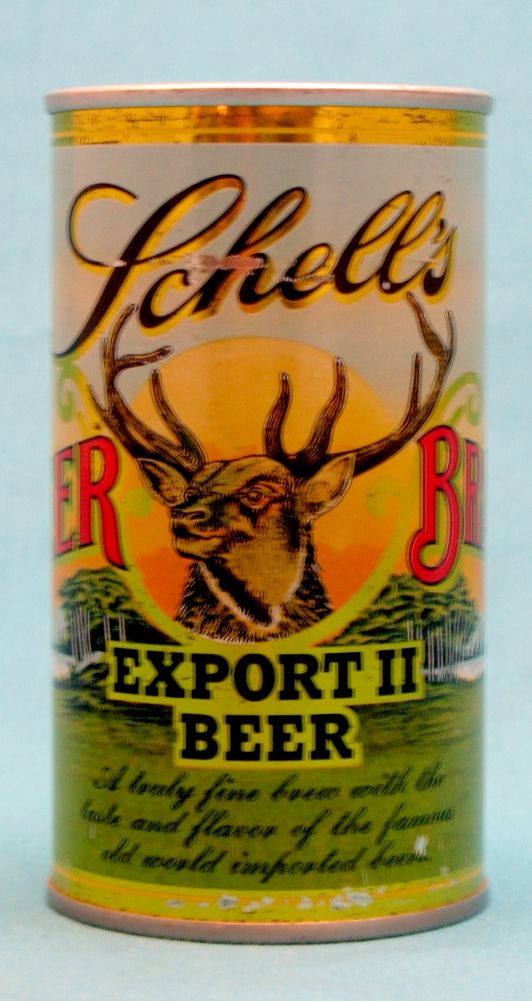 Schell's
ER BR
EXPORT II
BEER
A truly fine brew with the
taste and flavor of the famous
old world imported beers.